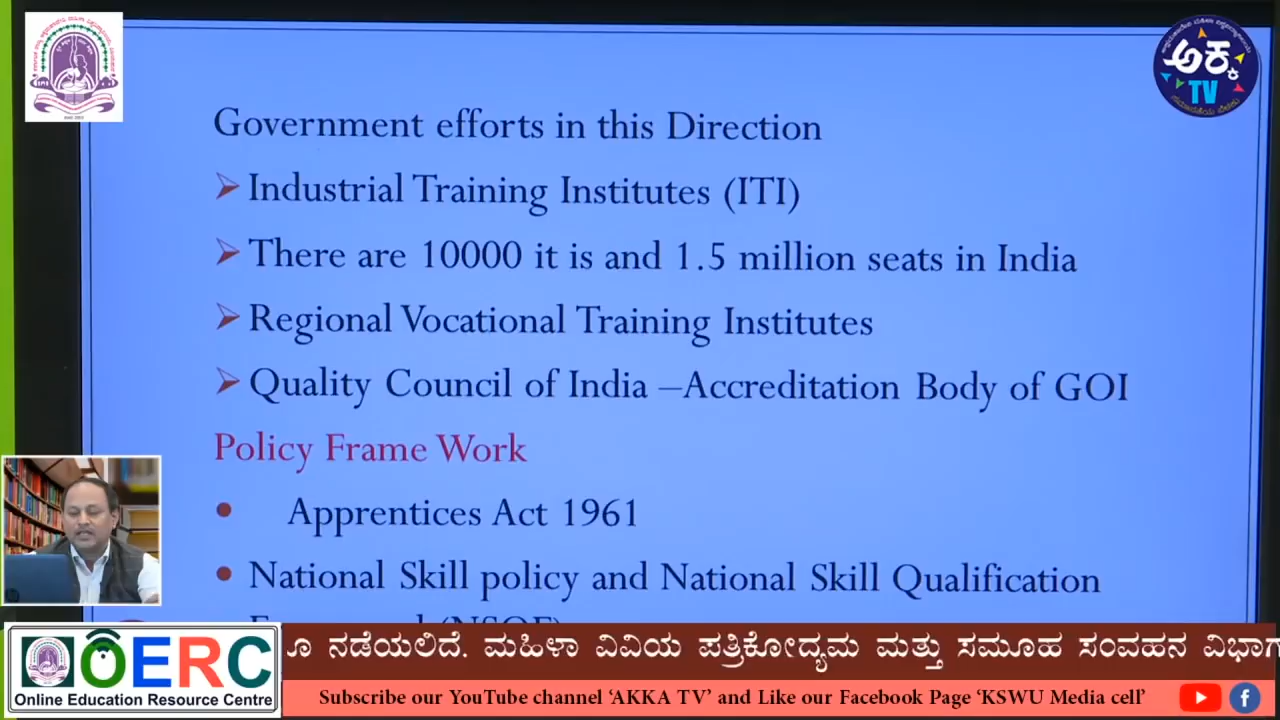 ಅಕ್ಕ
TV
Government efforts in this Direction
Industrial Training Institutes (ITI)
There are 10000 it is and 1.5 million seats in India
Regional Vocational Training Institutes
Quality Council of India –Accreditation Body of GOI
Policy Frame Work
Apprentices Act 1961
National Skill policy and National Skill Qualification
OERC
Online Education Resource Centre
ನಡೆಯಲಿದೆ. ಮಹಿಳಾ ವಿವಿಯ ಪತ್ರಿಕೋದ್ಯಮ ಮತ್ತು ಸಮೂಹ ಸಂವಹನ ವಿಭಾಗ
Subscribe our YouTube channel ‘AKKA TV’ and Like our Facebook Page ‘KSWU Media cell’